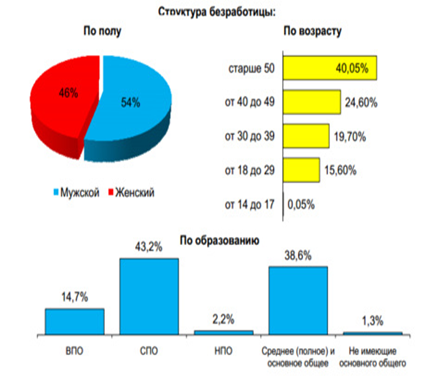 Структура безработицы:
По полу
46%
54%
Мужской Женский
По возрасту
старше 50 40,05%
от 40 до 49 24,60%
от 30 до 39 19,70%
от 18 до 29 15,60%
от 14 до 17 0,05%
По образованию
14,7%
43,2%
2,2%
38,6%
1,3%
ВПО
СПО
НПО
Среднее (полное) и
основное общее
Не имеющие
основного общего